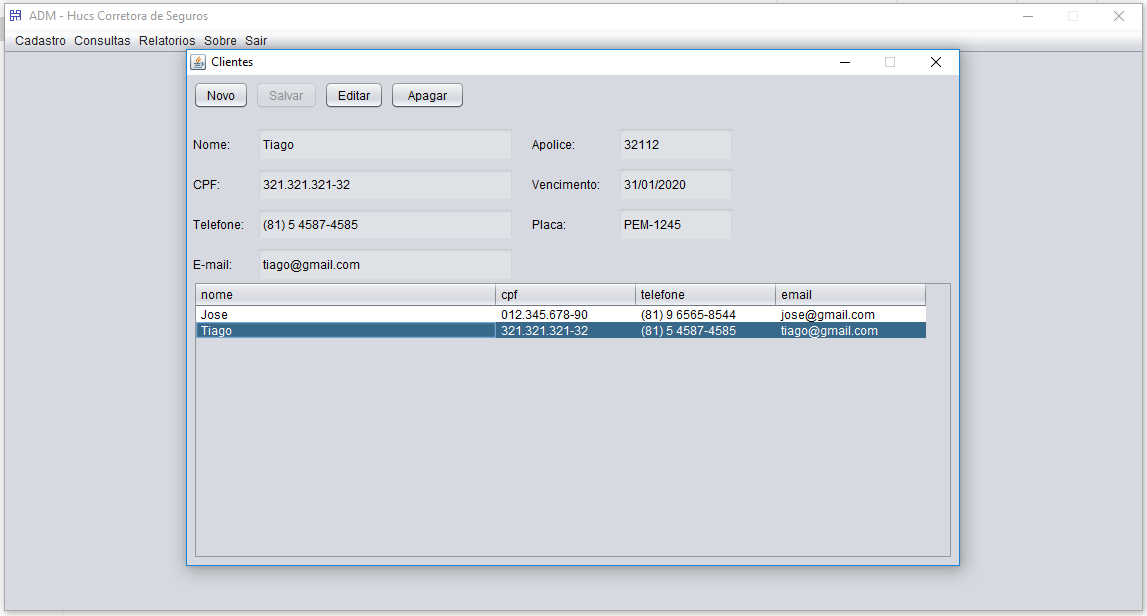 ADM - Hucs Corretora de Seguros
Cadastro Consultas Relatorios Sobre Sair
Clientes
Novo Salvar Editar Apagar
Nome: Tiago Apolice: 32112
CPF: 321.321.321-32 Vencimento: 31/01/2020
Telefone: (81) 5 4587-4585 Placa: PEM-1245
E-mail: tiago@gmail.com
nome cpf telefone email
Jose 012.345.678-90 (81) 9 6565-8544 jose@gmail.com
Tiago 321.321.321-32 (81) 5 4587-4585 tiago@gmail.com